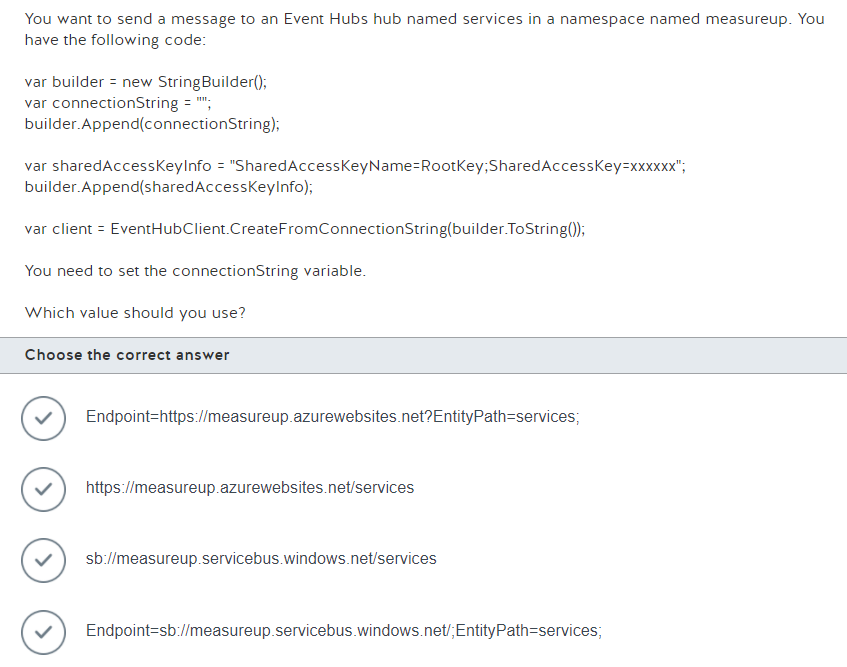 You want to send a message to an Event Hubs hub named services in a namespace named measureup. You
have the following code:
var builder = new StringBuilder();
var connectionString = "";
builder.Append(connectionString);
var sharedAccessKeyInfo = "SharedAccessKeyName=RootKey;SharedAccessKey=xxxxxx";
builder.Append(sharedAccessKeyInfo);
var client = EventHubClient.CreateFromConnectionString(builder.ToString());
You need to set the connectionString variable.
Which value should you use?
Choose the correct answer
Endpoint=https://measureup.azurewebsites.net?EntityPath=services;
https://measureup.azurewebsites.net/services
sb://measureup.servicebus.windows.net/services
Endpoint=sb://measureup.servicebus.windows.net/;EntityPath=services;